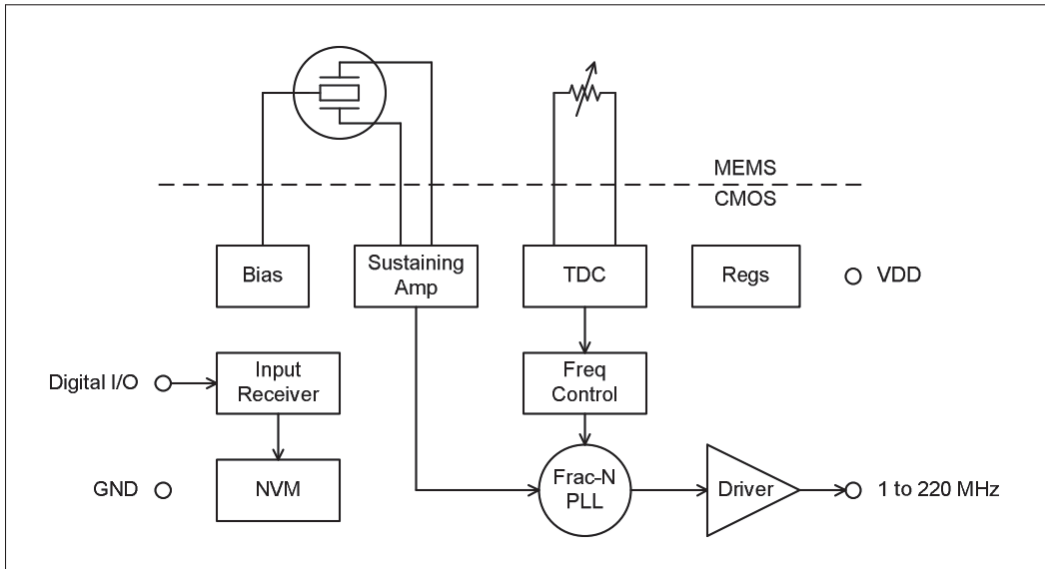 MEMS
CMOS
Bias
Sustaining
Amp
TDC
Regs
VDD
Digital I/O
Input
Receiver
Freq
Control
GND
NVM
Frac-N
PLL
Driver
1 to 220 MHz